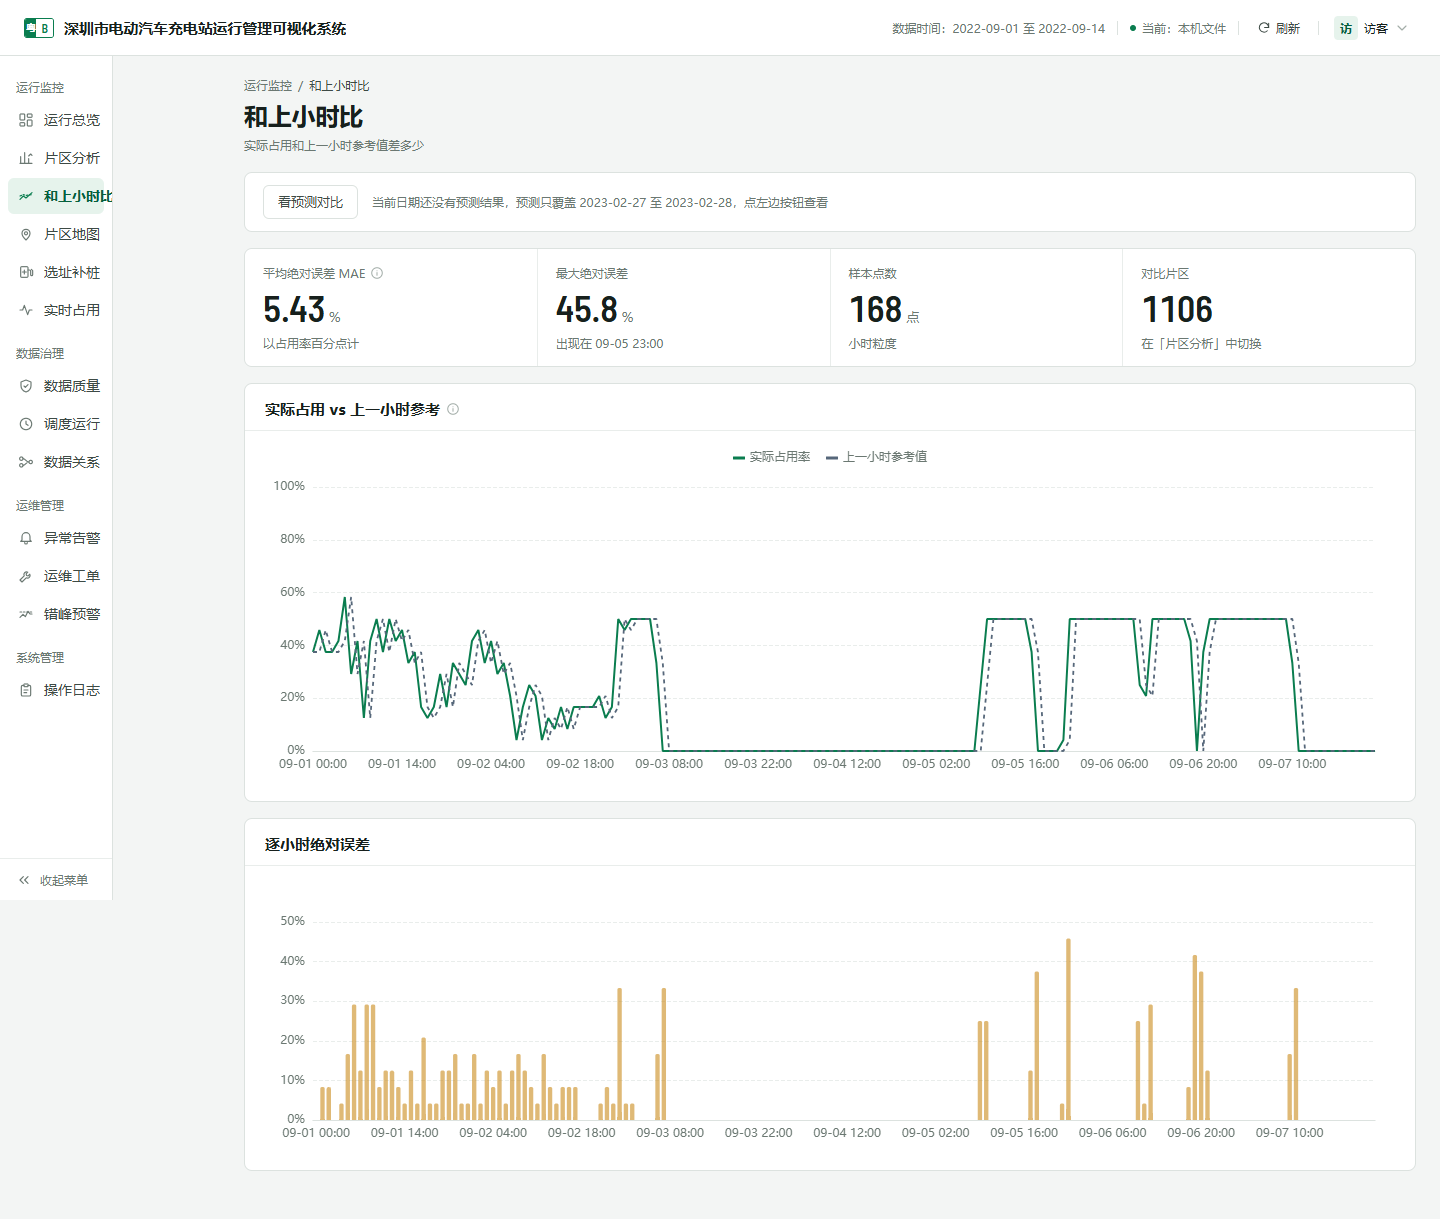 粤 B 深圳市电动汽车充电站运行管理可视化系统
数据时间：2022-09-01 至 2022-09-14
当前：本机文件
刷新
访 访客
运行监控
运行总览
片区分析
和上小时比
片区地图
选址补桩
实时占用
数据治理
数据质量
调度运行
数据关系
运维管理
异常告警
运维工单
错峰预警
系统管理
操作日志
收起菜单
运行监控 / 和上小时比
和上小时比
实际占用和上一小时参考值差多少
看预测对比 当前日期还没有预测结果，预测只覆盖 2023-02-27 至 2023-02-28，点左边按钮查看
平均绝对误差 MAE
5.43 %
以占用率百分点计
最大绝对误差
45.8 %
出现在 09-05 23:00
样本点数
168 点
小时粒度
对比片区
1106
在「片区分析」中切换
实际占用 vs 上一小时参考
实际占用率 上一小时参考值
100%
80%
60%
40%
20%
0%
09-01 00:00 09-01 14:00 09-02 04:00 09-02 18:00 09-03 08:00 09-03 22:00 09-04 12:00 09-05 02:00 09-05 16:00 09-06 06:00 09-06 20:00 09-07 10:00
逐小时绝对误差
50%
40%
30%
20%
10%
0%
09-01 00:00 09-01 14:00 09-02 04:00 09-02 18:00 09-03 08:00 09-03 22:00 09-04 12:00 09-05 02:00 09-05 16:00 09-06 06:00 09-06 20:00 09-07 10:00